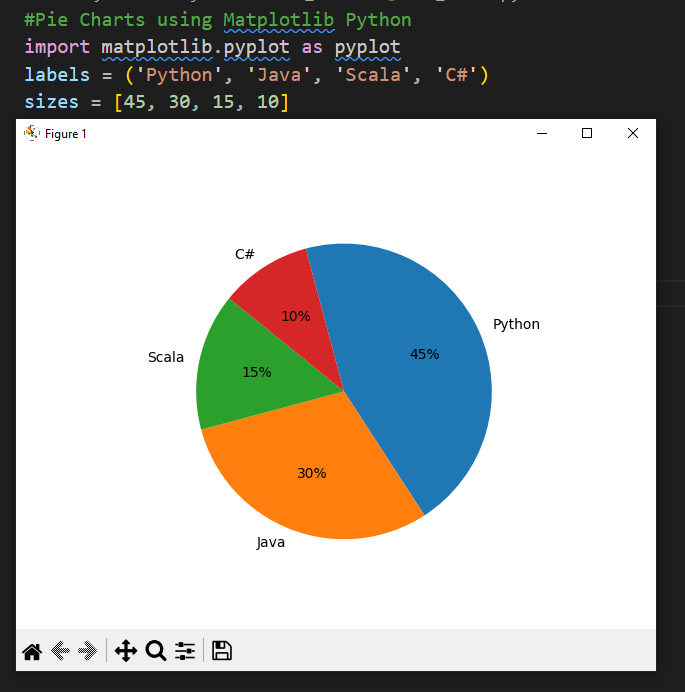 #Pie Charts using Matplotlib Python
import matplotlib.pyplot as pyplot
labels = ('Python', 'Java', 'Scala', 'C#')
sizes = [45, 30, 15, 10]
Figure 1
C#
10%
Python
45%
Scala
15%
30%
Java